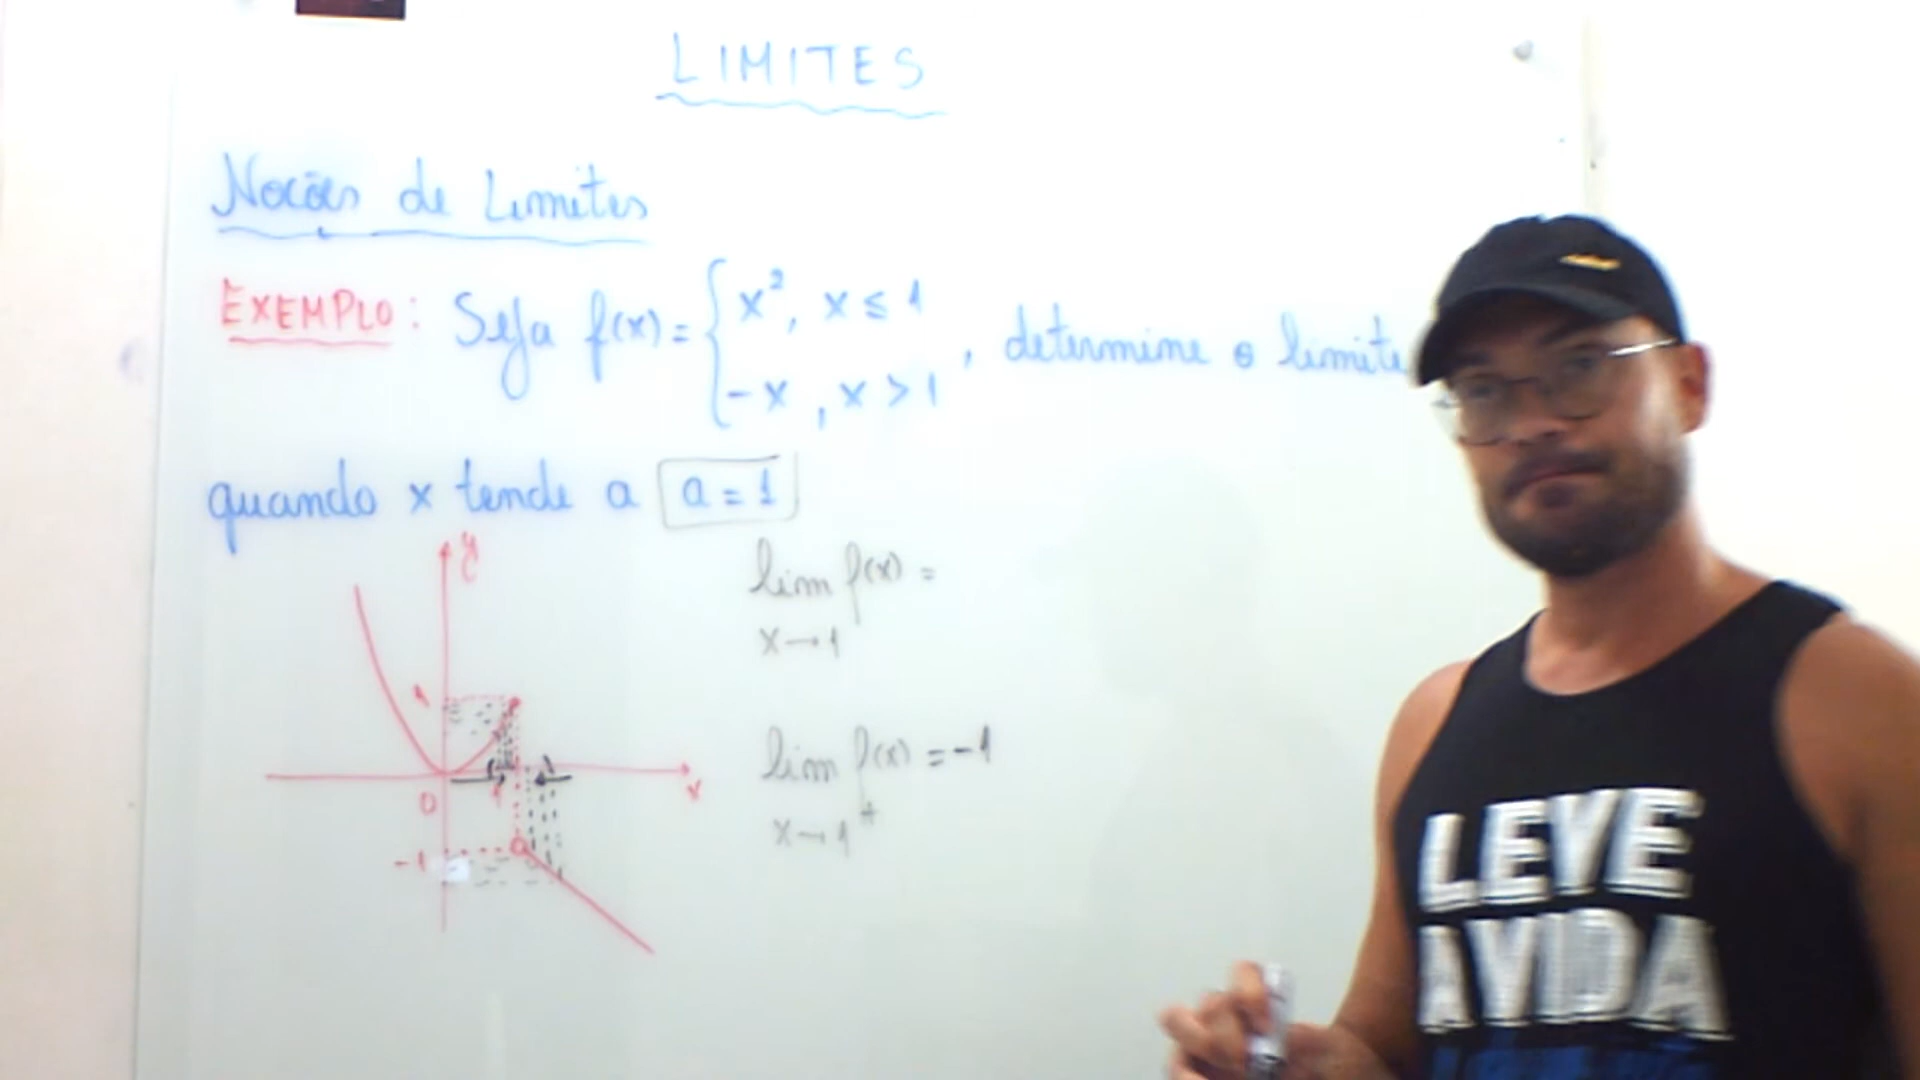 LIMITES
Noções de Limites
EXEMPLO: Seja f(x) = { x², x ≤ 1
-x, x > 1 , determine o limite
quando x tende a a = 1
y
1
0 1 x
-1
lim f(x) =
x→1
lim f(x) = -1
x→1⁺
LEVE
A VIDA